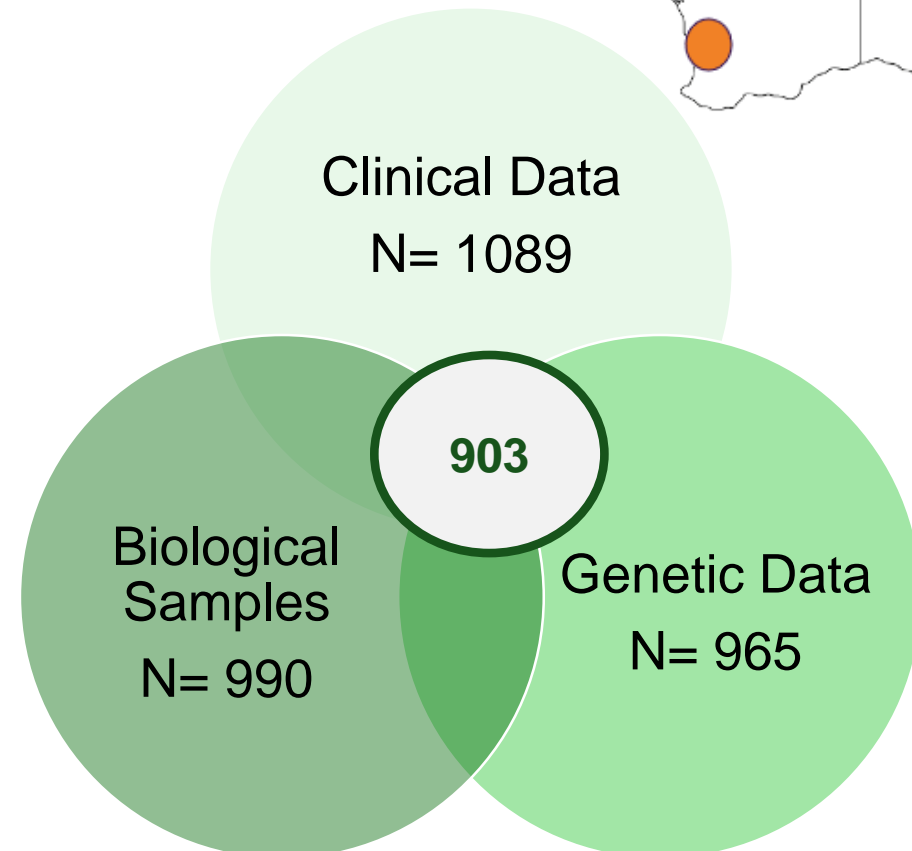 Clinical Data
N= 1089
903
Biological
Samples
N= 990
Genetic Data
N= 965